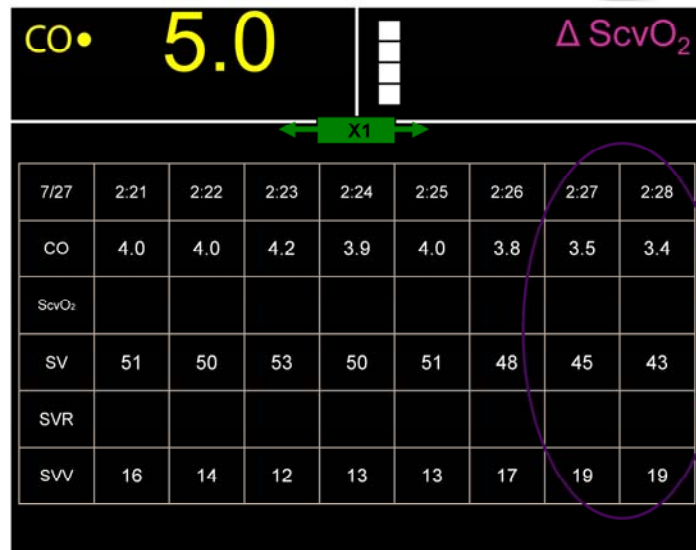 CO• 5.0 Δ ScvO₂
X1
7/27 2:21 2:22 2:23 2:24 2:25 2:26 2:27 2:28
CO 4.0 4.0 4.2 3.9 4.0 3.8 3.5 3.4
ScvO₂
SV 51 50 53 50 51 48 45 43
SVR
SVV 16 14 12 13 13 17 19 19